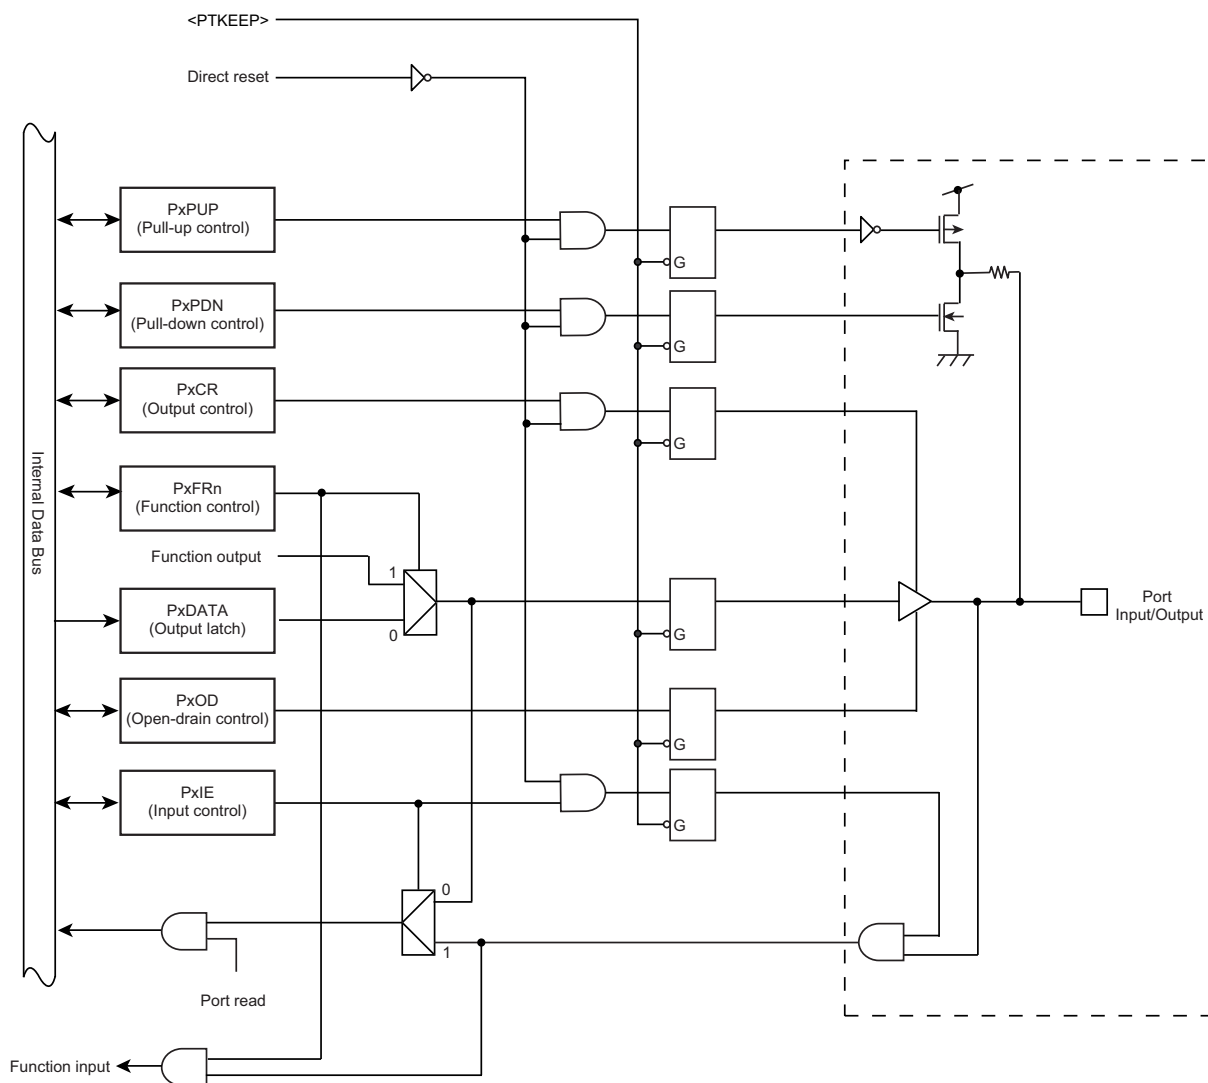 <PTKEEP>
Direct reset
PxPUP
(Pull-up control)
G
PxPDN
(Pull-down control)
G
PxCR
(Output control)
G
Internal Data Bus
PxFRn
(Function control)
Function output
1
PxDATA
(Output latch)
0
G
Port
Input/Output
PxOD
(Open-drain control)
G
PxIE
(Input control)
G
0
1
Port read
Function input